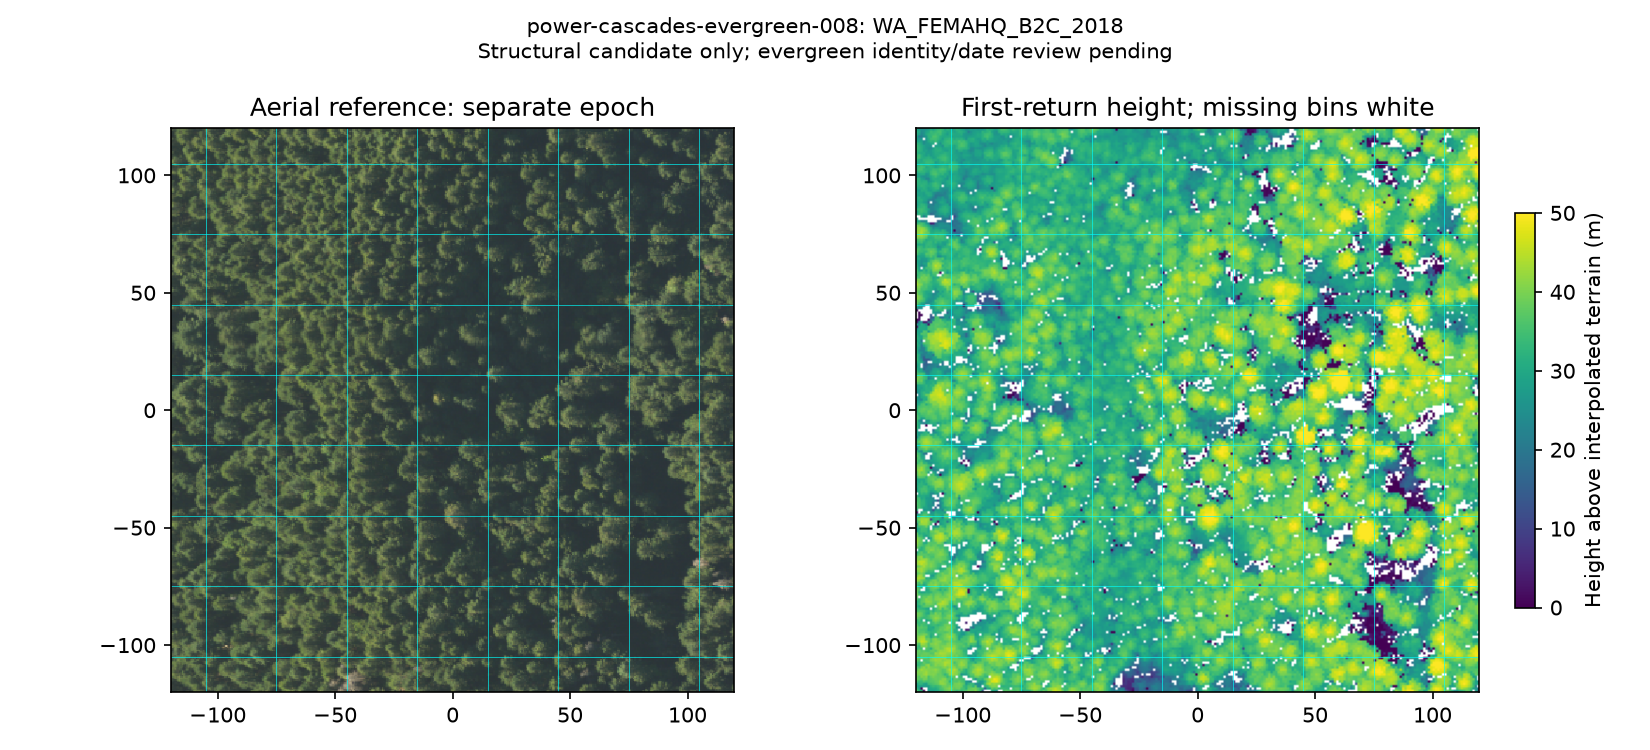 power-cascades-evergreen-008: WA_FEMAHQ_B2C_2018
Structural candidate only; evergreen identity/date review pending
Aerial reference: separate epoch
100
50
0
−50
−100
−100 −50 0 50 100
First-return height; missing bins white
100
50
0
−50
−100
−100 −50 0 50 100
50
40
30
20
10
0
Height above interpolated terrain (m)